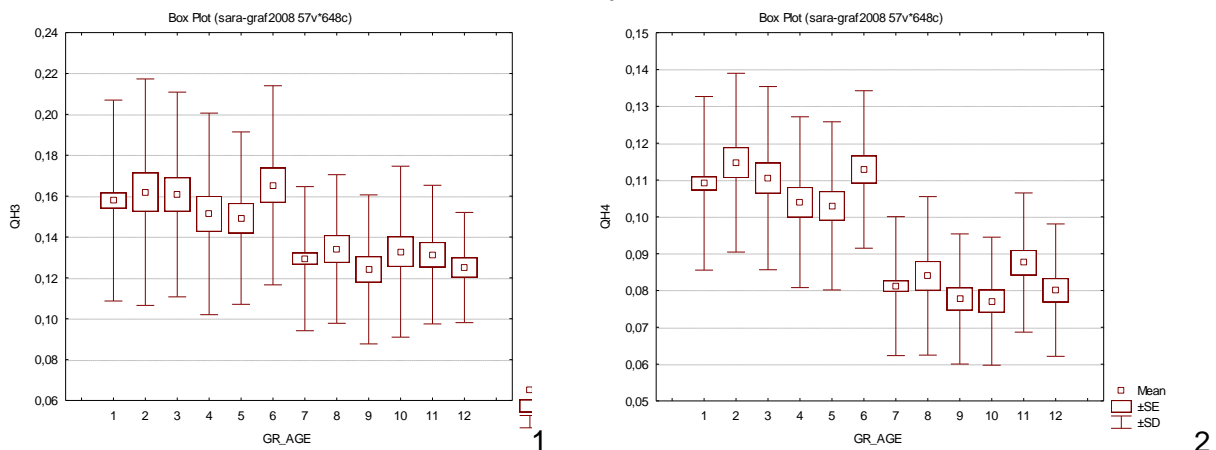 Box Plot (sara-graf2008 57v*648c)
0,24
0,22
0,20
0,18
0,16
0,14
0,12
0,10
0,08
0,06
QH3
1 2 3 4 5 6 7 8 9 10 11 12
GR_AGE
1
Box Plot (sara-graf2008 57v*648c)
0,15
0,14
0,13
0,12
0,11
0,10
0,09
0,08
0,07
0,06
0,05
QH4
1 2 3 4 5 6 7 8 9 10 11 12
GR_AGE
Mean
±SE
±SD
2